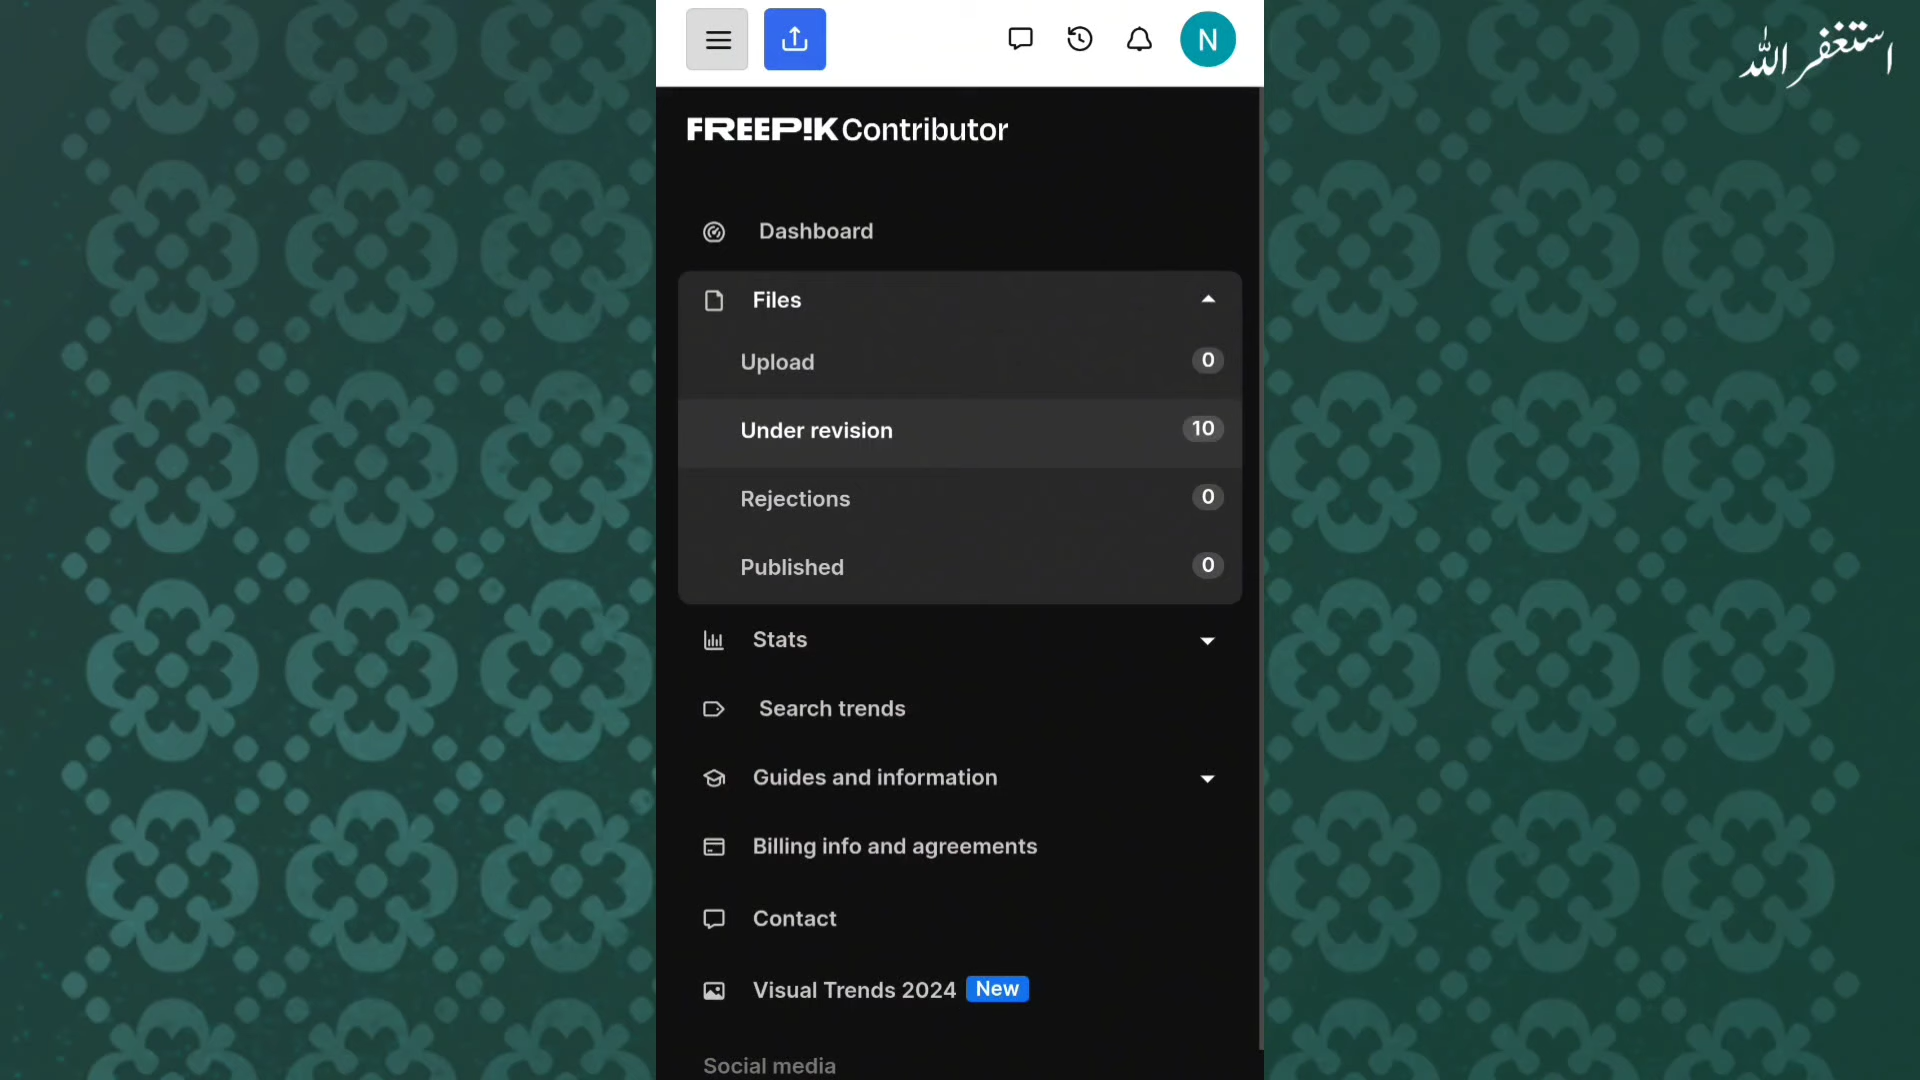 N
استغفر الله
FREEP!K Contributor
Dashboard
Files
Upload 0
Under revision 10
Rejections 0
Published 0
Stats
Search trends
Guides and information
Billing info and agreements
Contact
Visual Trends 2024 New
Social media